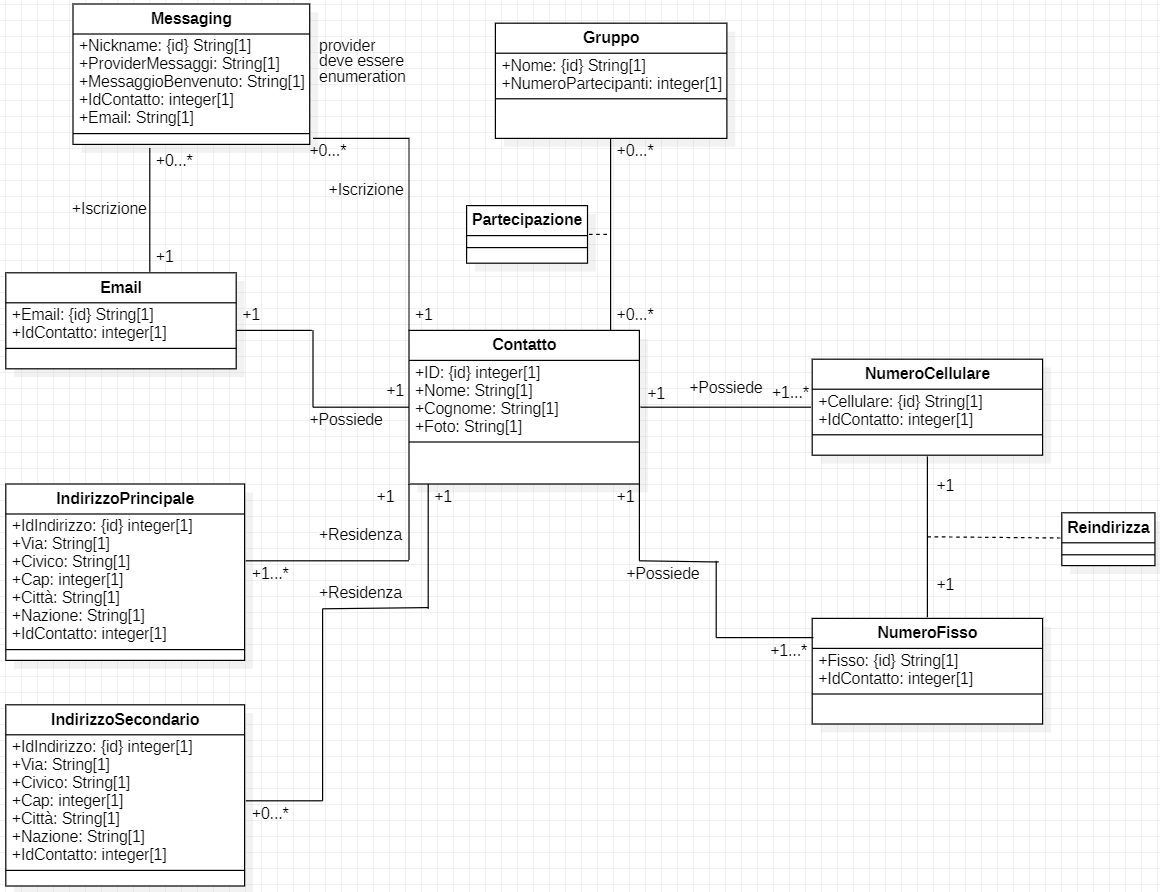 Messaging
+Nickname: {id} String[1]
+ProviderMessaggi: String[1]
+MessaggioBenvenuto: String[1]
+IdContatto: integer[1]
+Email: String[1]
provider
deve essere
enumeration
Gruppo
+Nome: {id} String[1]
+NumeroPartecipanti: integer[1]
+0...*
+0...*
+0...*
+Iscrizione
+Iscrizione
Partecipazione
+1
+1
+0...*
Email
+Email: {id} String[1]
+IdContatto: integer[1]
+1
+1
+Possiede
Contatto
+ID: {id} integer[1]
+Nome: String[1]
+Cognome: String[1]
+Foto: String[1]
+1
+Possiede
+1...*
NumeroCellulare
+Cellulare: {id} String[1]
+IdContatto: integer[1]
+1
+1
+1
+1
Reindirizza
+1
IndirizzoPrincipale
+IdIndirizzo: {id} integer[1]
+Via: String[1]
+Civico: String[1]
+Cap: integer[1]
+Città: String[1]
+Nazione: String[1]
+IdContatto: integer[1]
+Residenza
+1...*
+Residenza
+Possiede
+1...*
NumeroFisso
+Fisso: {id} String[1]
+IdContatto: integer[1]
IndirizzoSecondario
+IdIndirizzo: {id} integer[1]
+Via: String[1]
+Civico: String[1]
+Cap: integer[1]
+Città: String[1]
+Nazione: String[1]
+IdContatto: integer[1]
+0...*